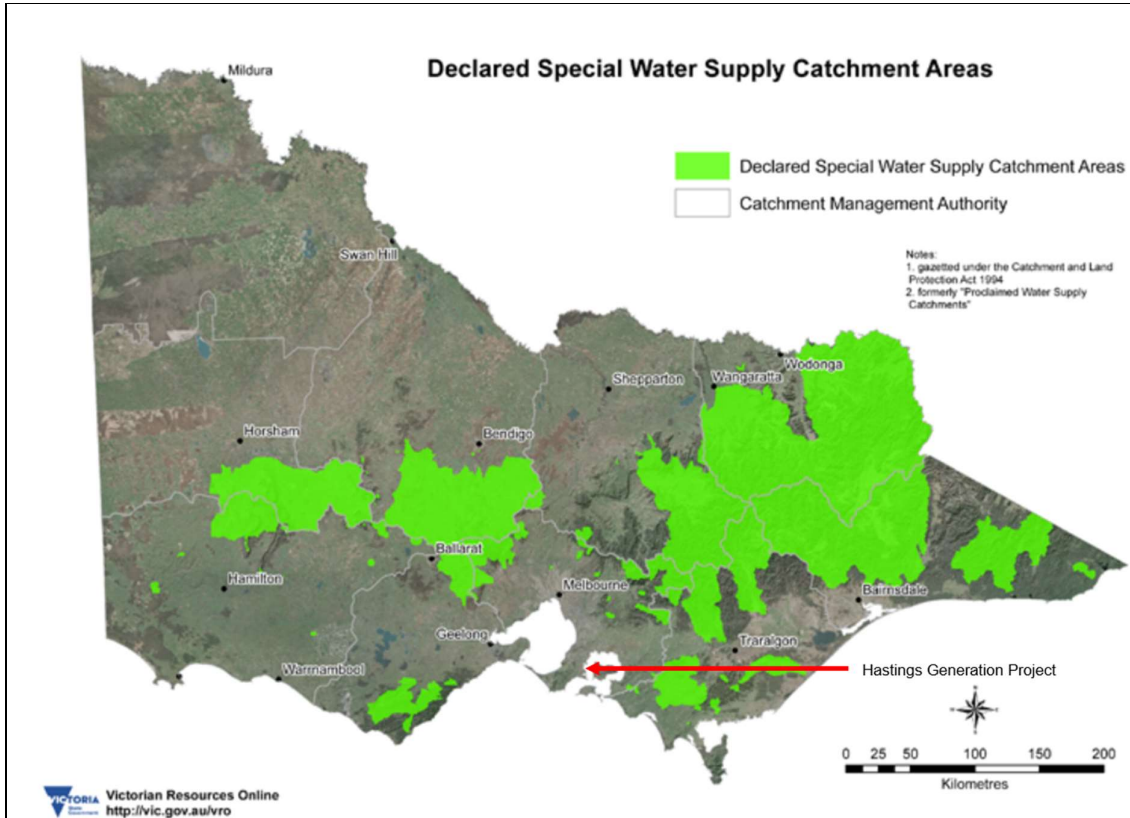 Declared Special Water Supply Catchment Areas
Mildura
Declared Special Water Supply Catchment Areas
Catchment Management Authority
Swan Hill
Notes:
1. gazetted under the Catchment and Land
Protection Act 1994
2. formerly "Proclaimed Water Supply
Catchments"
Wodonga
Shepparton
Wangaratta
Horsham
Bendigo
Ballarat
Hamilton
Melbourne
Bairnsdale
Geelong
Traralgon
Warrnambool
Hastings Generation Project
0 25 50 100 150 200
Kilometres
VICTORIA
State
Government
Victorian Resources Online
http://vic.gov.au/vro